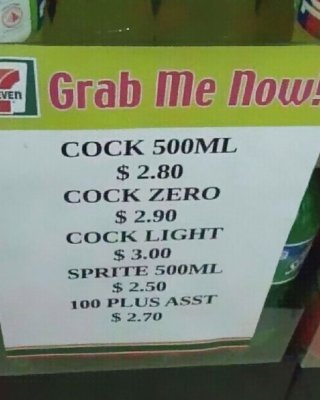 EVEn
Grab Me Now!
COCK 500ML
$ 2.80
COCK ZERO
$ 2.90
COCK LIGHT
$ 3.00
SPRITE 500ML
$ 2.50
100 PLUS ASST
$ 2.70